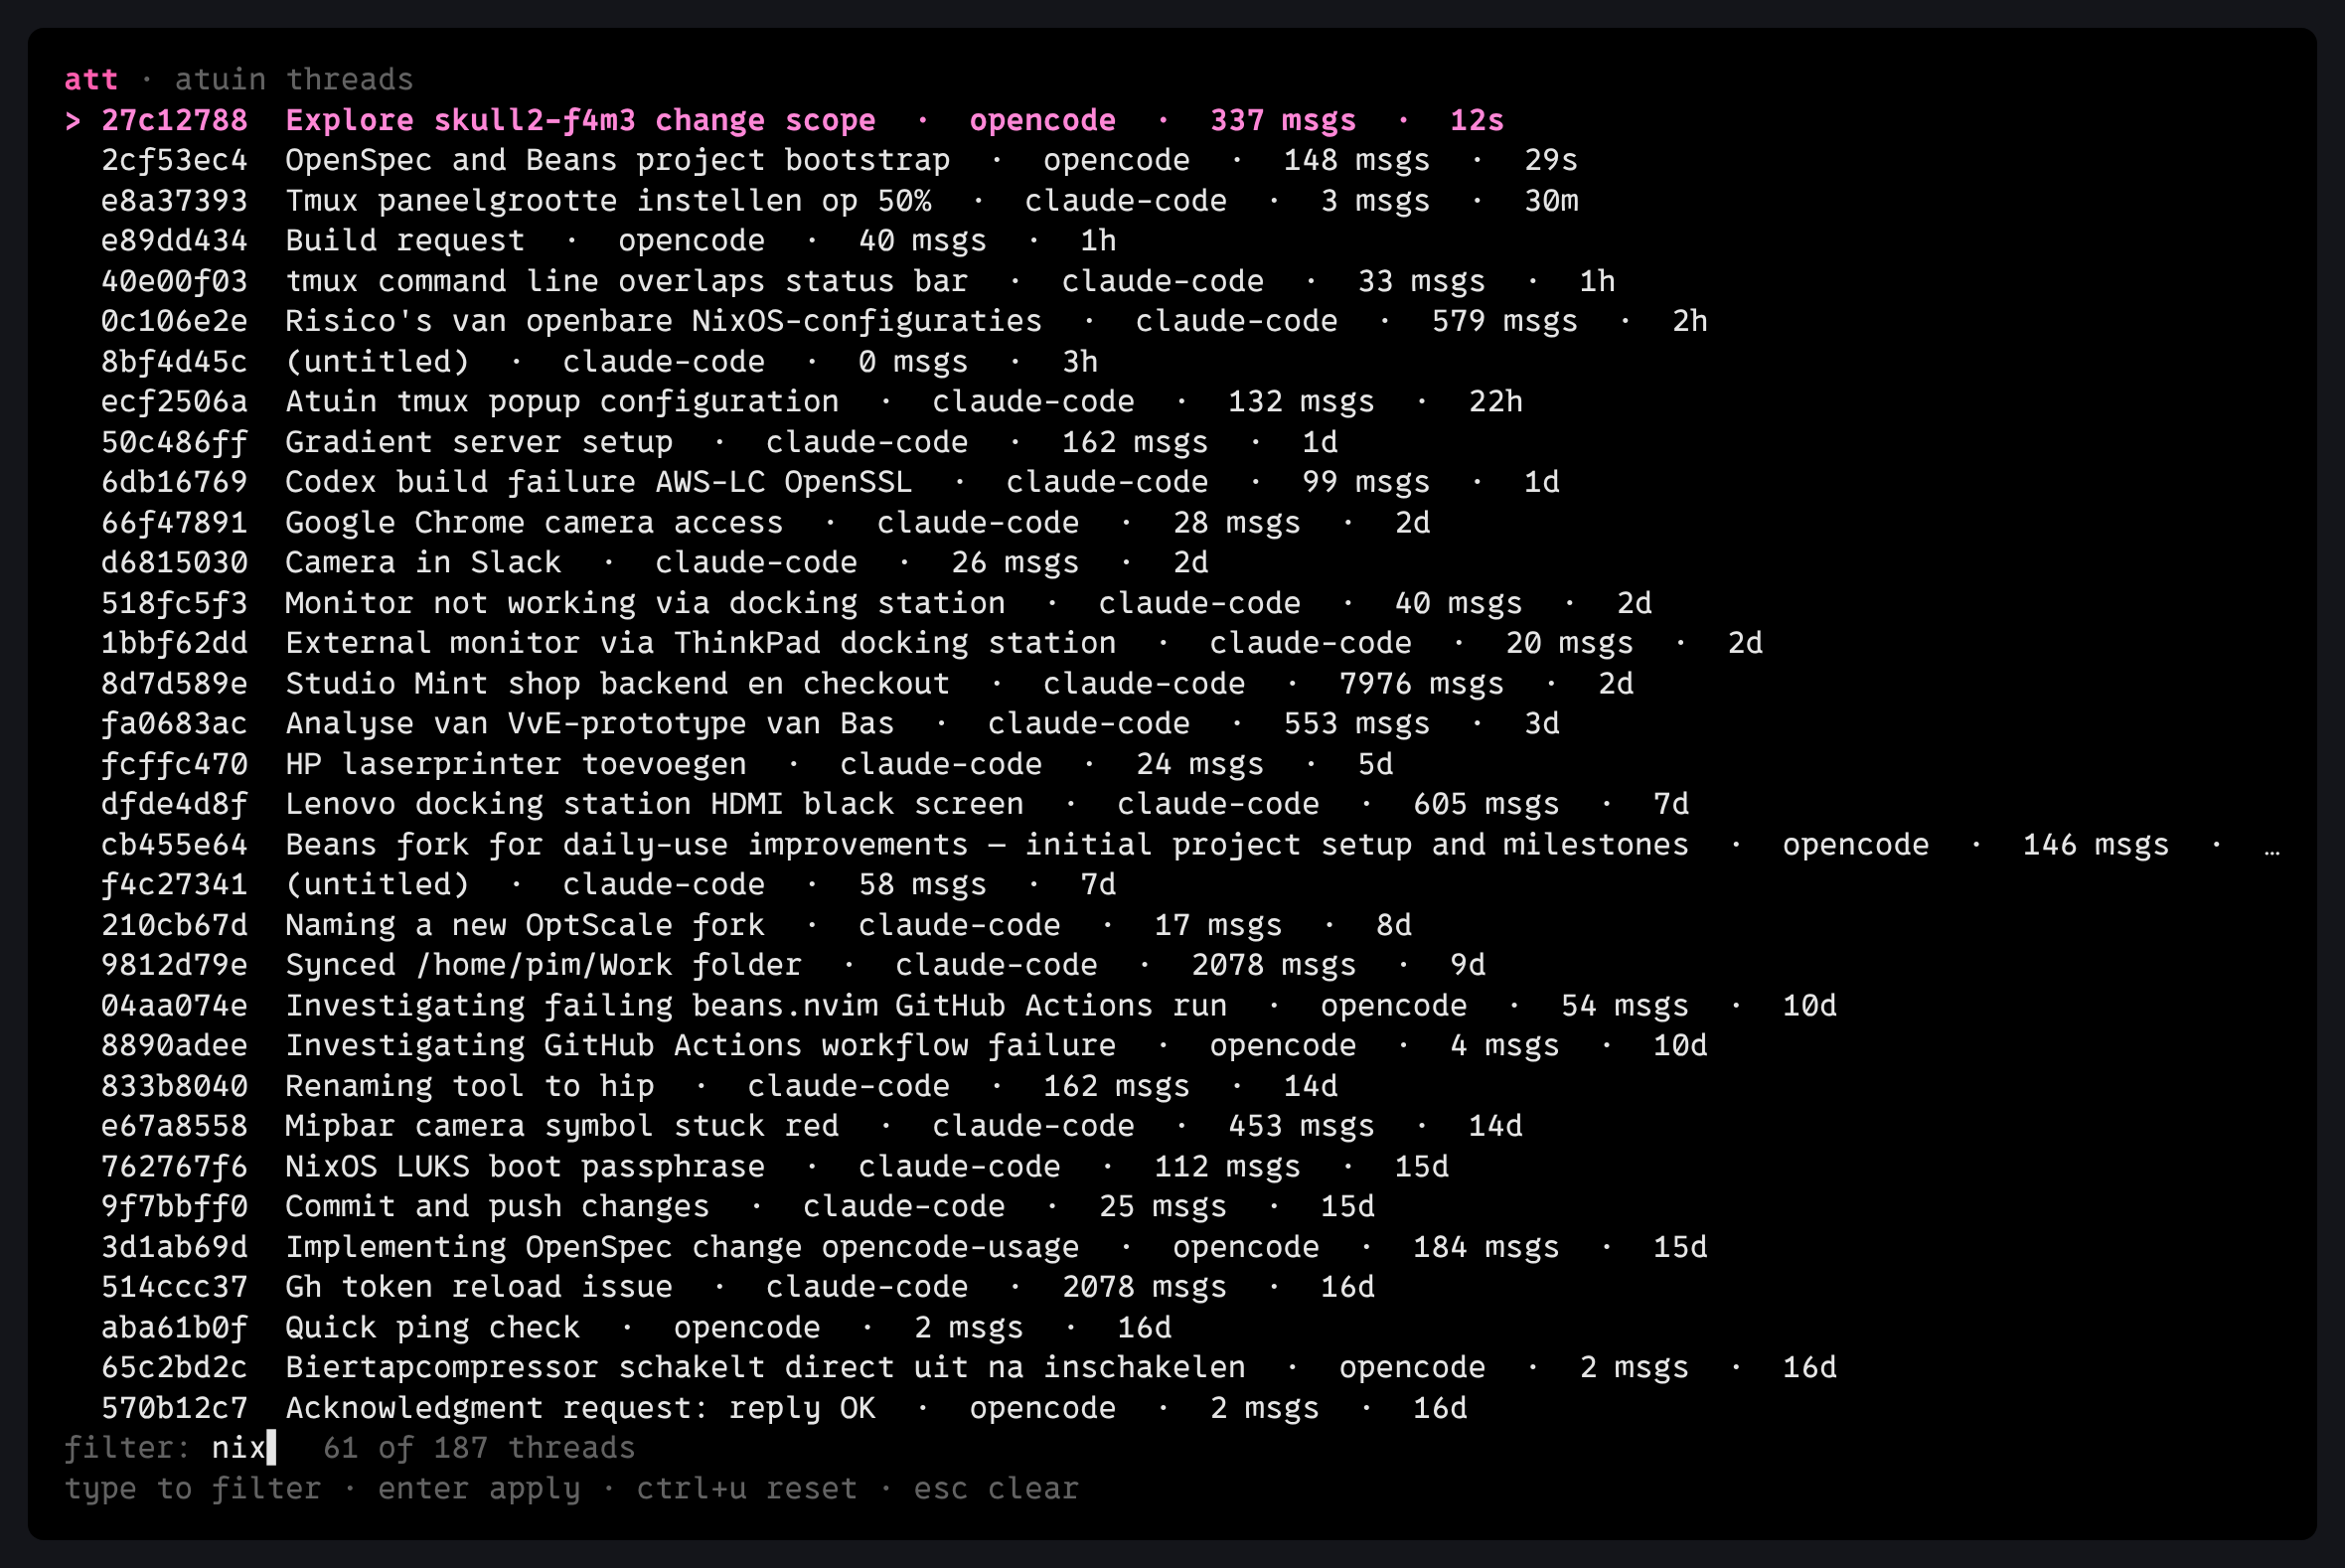 att · atuin threads
> 27c12788  Explore skull2-f4m3 change scope  ·  opencode  ·  337 msgs  ·  12s
2cf53ec4  OpenSpec and Beans project bootstrap  ·  opencode  ·  148 msgs  ·  29s
e8a37393  Tmux paneelgrootte instellen op 50%  ·  claude-code  ·  3 msgs  ·  30m
e89dd434  Build request  ·  opencode  ·  40 msgs  ·  1h
40e00f03  tmux command line overlaps status bar  ·  claude-code  ·  33 msgs  ·  1h
0c106e2e  Risico's van openbare NixOS-configuraties  ·  claude-code  ·  579 msgs  ·  2h
8bf4d45c  (untitled)  ·  claude-code  ·  0 msgs  ·  3h
ecf2506a  Atuin tmux popup configuration  ·  claude-code  ·  132 msgs  ·  22h
50c486ff  Gradient server setup  ·  claude-code  ·  162 msgs  ·  1d
6db16769  Codex build failure AWS-LC OpenSSL  ·  claude-code  ·  99 msgs  ·  1d
66f47891  Google Chrome camera access  ·  claude-code  ·  28 msgs  ·  2d
d6815030  Camera in Slack  ·  claude-code  ·  26 msgs  ·  2d
518fc5f3  Monitor not working via docking station  ·  claude-code  ·  40 msgs  ·  2d
1bbf62dd  External monitor via ThinkPad docking station  ·  claude-code  ·  20 msgs  ·  2d
8d7d589e  Studio Mint shop backend en checkout  ·  claude-code  ·  7976 msgs  ·  2d
fa0683ac  Analyse van VvE-prototype van Bas  ·  claude-code  ·  553 msgs  ·  3d
fcffc470  HP laserprinter toevoegen  ·  claude-code  ·  24 msgs  ·  5d
dfde4d8f  Lenovo docking station HDMI black screen  ·  claude-code  ·  605 msgs  ·  7d
cb455e64  Beans fork for daily-use improvements — initial project setup and milestones  ·  opencode  ·  146 msgs  ·  …
f4c27341  (untitled)  ·  claude-code  ·  58 msgs  ·  7d
210cb67d  Naming a new OptScale fork  ·  claude-code  ·  17 msgs  ·  8d
9812d79e  Synced /home/pim/Work folder  ·  claude-code  ·  2078 msgs  ·  9d
04aa074e  Investigating failing beans.nvim GitHub Actions run  ·  opencode  ·  54 msgs  ·  10d
8890adee  Investigating GitHub Actions workflow failure  ·  opencode  ·  4 msgs  ·  10d
833b8040  Renaming tool to hip  ·  claude-code  ·  162 msgs  ·  14d
e67a8558  Mipbar camera symbol stuck red  ·  claude-code  ·  453 msgs  ·  14d
762767f6  NixOS LUKS boot passphrase  ·  claude-code  ·  112 msgs  ·  15d
9f7bbff0  Commit and push changes  ·  claude-code  ·  25 msgs  ·  15d
3d1ab69d  Implementing OpenSpec change opencode-usage  ·  opencode  ·  184 msgs  ·  15d
514ccc37  Gh token reload issue  ·  claude-code  ·  2078 msgs  ·  16d
aba61b0f  Quick ping check  ·  opencode  ·  2 msgs  ·  16d
65c2bd2c  Biertapcompressor schakelt direct uit na inschakelen  ·  opencode  ·  2 msgs  ·  16d
570b12c7  Acknowledgment request: reply OK  ·  opencode  ·  2 msgs  ·  16d
filter: nix  61 of 187 threads
type to filter · enter apply · ctrl+u reset · esc clear